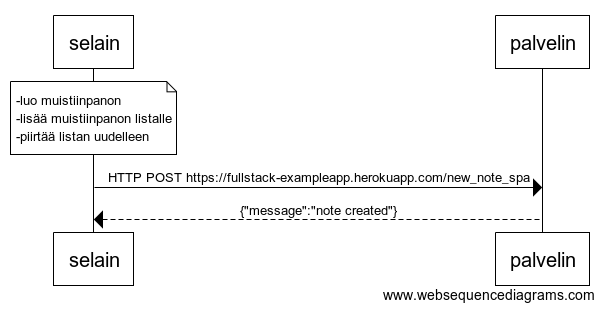 selain
palvelin
-luo muistiinpanon
-lisää muistiinpanon listalle
-piirtää listan uudelleen
HTTP POST https://fullstack-exampleapp.herokuapp.com/new_note_spa
{"message":"note created"}
selain
palvelin
www.websequencediagrams.com